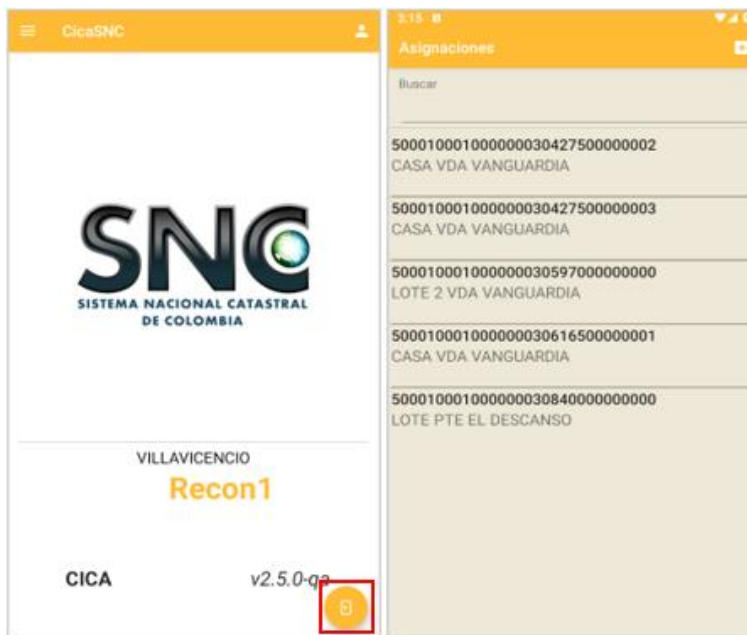 CicaSNC
SNC
SISTEMA NACIONAL CATASTRAL
DE COLOMBIA
VILLAVICENCIO
Recon1
CICA v2.5.0-qa
3:15
Asignaciones
Buscar
500010001000000030427500000002
CASA VDA VANGUARDIA
500010001000000030427500000003
CASA VDA VANGUARDIA
500010001000000030597000000000
LOTE 2 VDA VANGUARDIA
500010001000000030616500000001
CASA VDA VANGUARDIA
500010001000000030840000000000
LOTE PTE EL DESCANSO